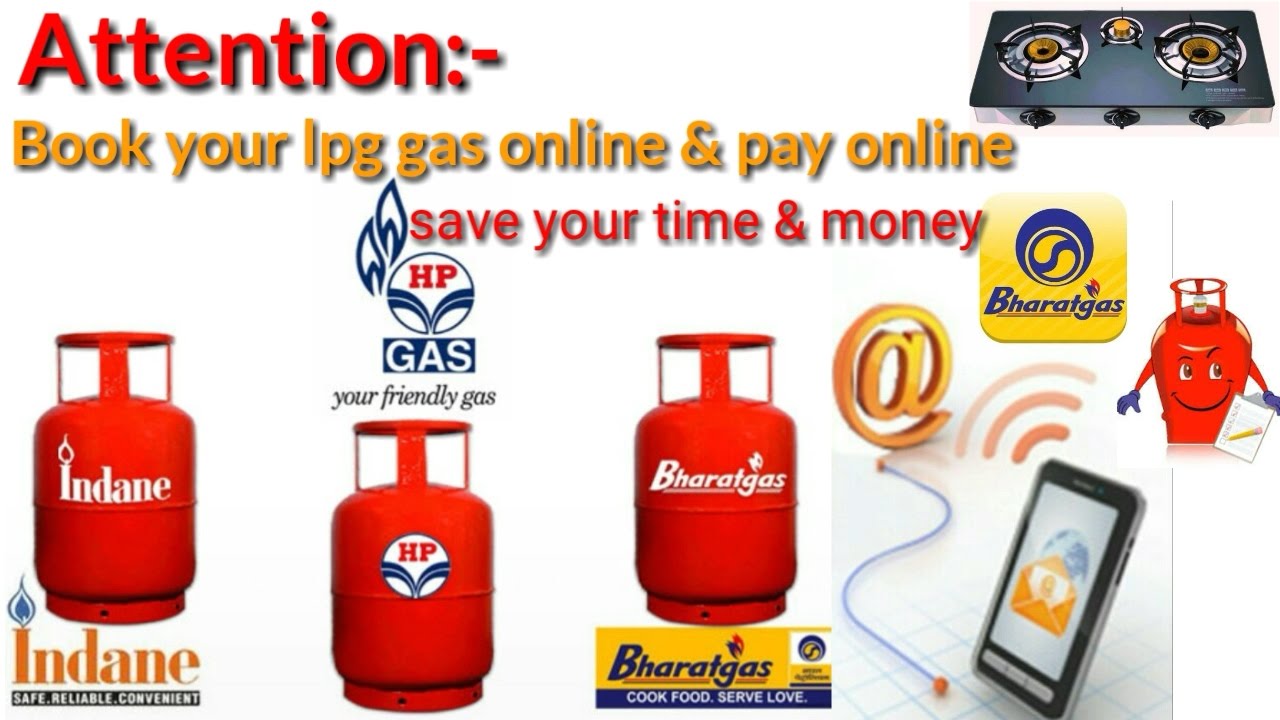 Attention:-
Book your lpg gas online & pay online
save your time & money
HP
GAS
your friendly gas
Bharatgas
Indane
HP
Bharatgas
Indane
SAFE.RELIABLE.CONVENIENT
Bharatgas
COOK FOOD. SERVE LOVE.